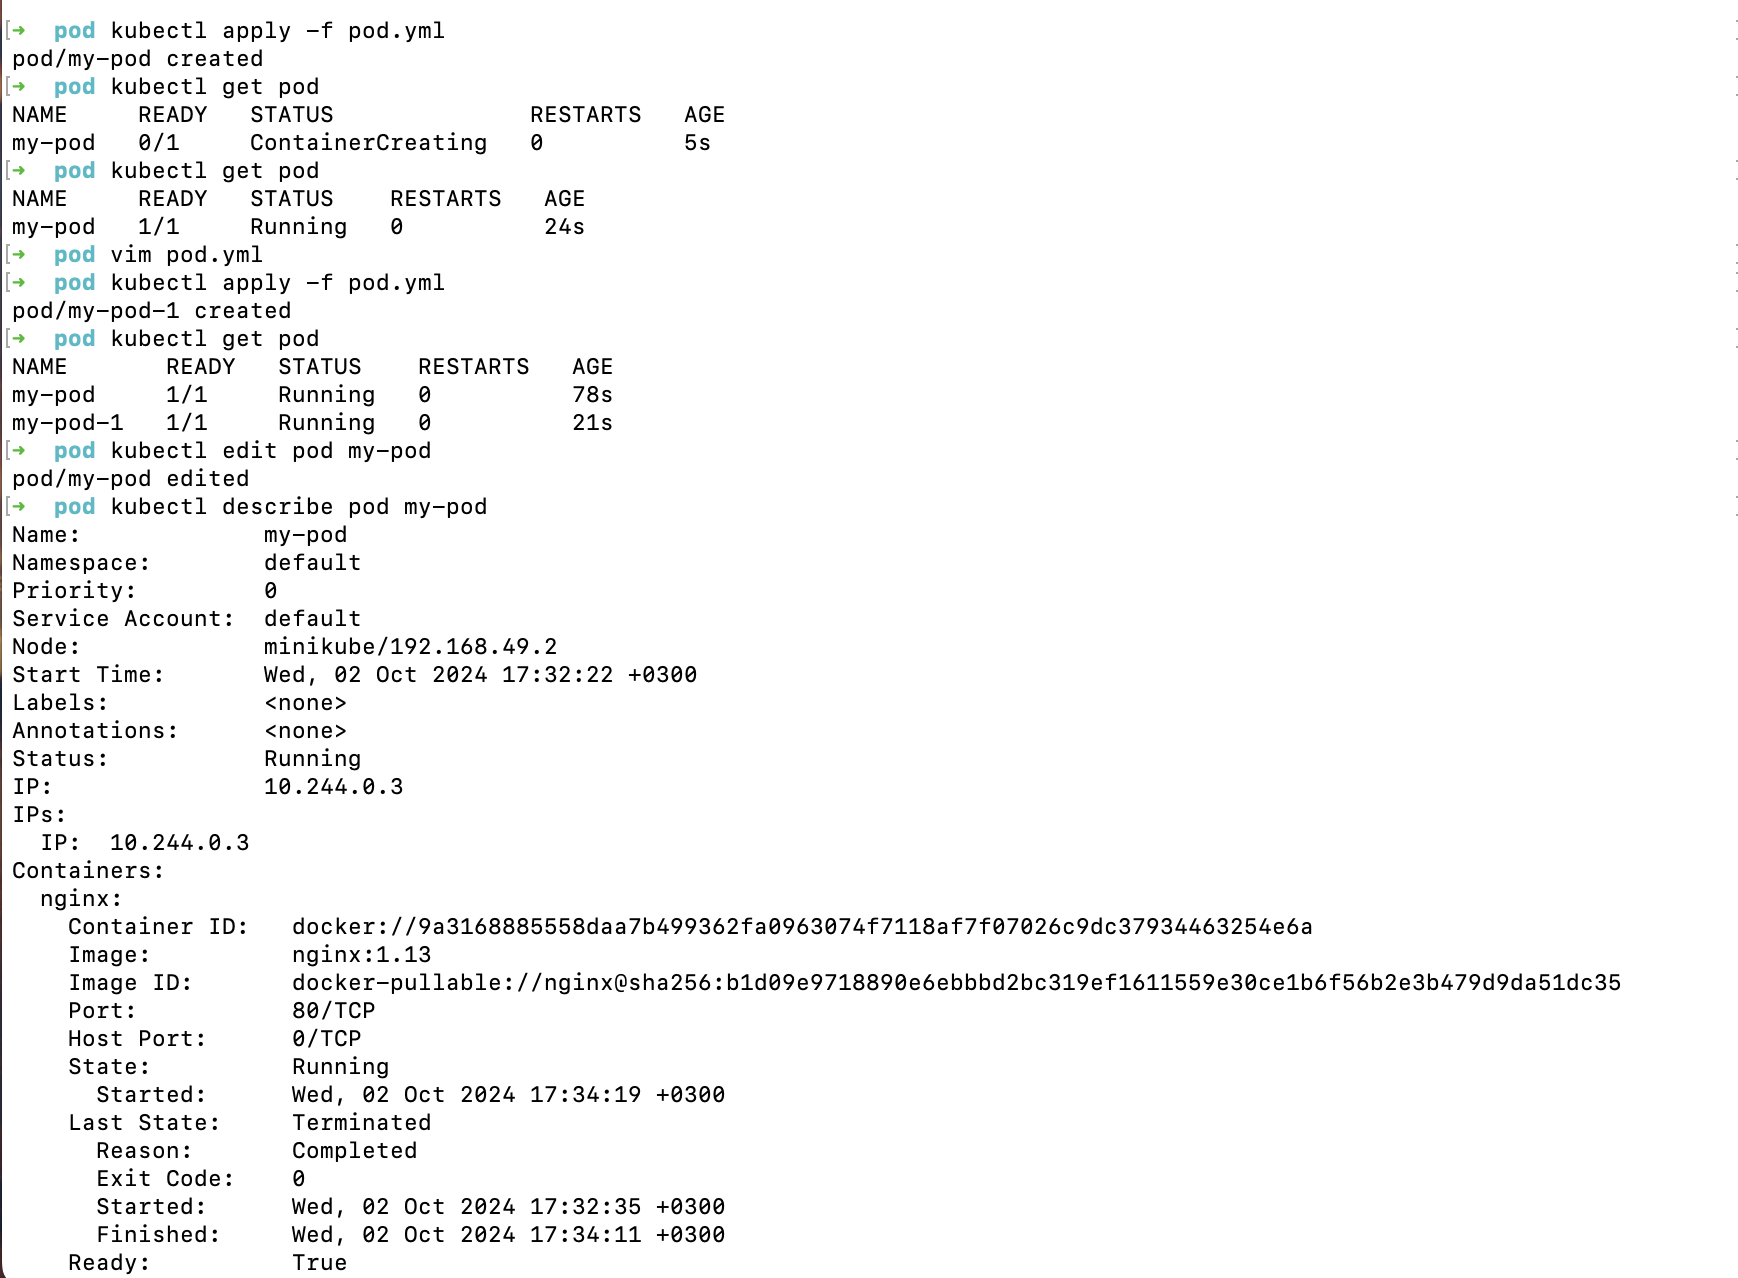 [➜  pod kubectl apply -f pod.yml
pod/my-pod created
[➜  pod kubectl get pod
NAME     READY   STATUS              RESTARTS   AGE
my-pod   0/1     ContainerCreating   0          5s
[➜  pod kubectl get pod
NAME     READY   STATUS    RESTARTS   AGE
my-pod   1/1     Running   0          24s
[➜  pod vim pod.yml
[➜  pod kubectl apply -f pod.yml
pod/my-pod-1 created
[➜  pod kubectl get pod
NAME       READY   STATUS    RESTARTS   AGE
my-pod     1/1     Running   0          78s
my-pod-1   1/1     Running   0          21s
[➜  pod kubectl edit pod my-pod
pod/my-pod edited
[➜  pod kubectl describe pod my-pod
Name:             my-pod
Namespace:        default
Priority:         0
Service Account:  default
Node:             minikube/192.168.49.2
Start Time:       Wed, 02 Oct 2024 17:32:22 +0300
Labels:           <none>
Annotations:      <none>
Status:           Running
IP:               10.244.0.3
IPs:
  IP:  10.244.0.3
Containers:
  nginx:
    Container ID:   docker://9a3168885558daa7b499362fa0963074f7118af7f07026c9dc37934463254e6a
    Image:          nginx:1.13
    Image ID:       docker-pullable://nginx@sha256:b1d09e9718890e6ebbbd2bc319ef1611559e30ce1b6f56b2e3b479d9da51dc35
    Port:           80/TCP
    Host Port:      0/TCP
    State:          Running
      Started:      Wed, 02 Oct 2024 17:34:19 +0300
    Last State:     Terminated
      Reason:       Completed
      Exit Code:    0
      Started:      Wed, 02 Oct 2024 17:32:35 +0300
      Finished:     Wed, 02 Oct 2024 17:34:11 +0300
    Ready:          True